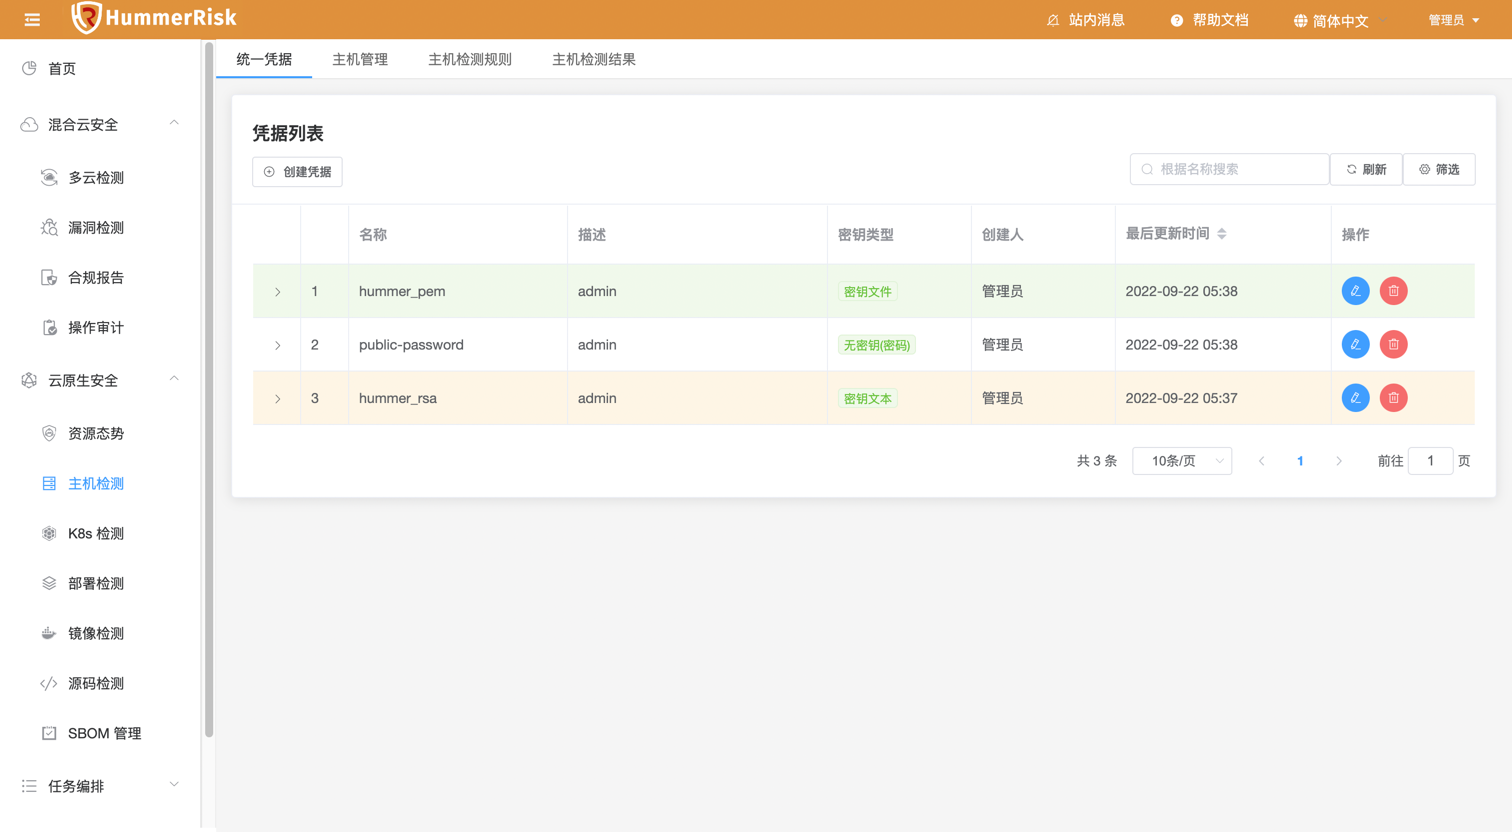 HummerRisk
站内消息
帮助文档
简体中文
管理员
首页
混合云安全
多云检测
漏洞检测
合规报告
操作审计
云原生安全
资源态势
主机检测
K8s 检测
部署检测
镜像检测
源码检测
SBOM 管理
任务编排
统一凭据 主机管理 主机检测规则 主机检测结果
凭据列表
创建凭据
根据名称搜索
刷新
筛选
名称 描述 密钥类型 创建人 最后更新时间 操作
1 hummer_pem admin 密钥文件 管理员 2022-09-22 05:38
2 public-password admin 无密钥(密码) 管理员 2022-09-22 05:38
3 hummer_rsa admin 密钥文本 管理员 2022-09-22 05:37
共 3 条 10条/页 1 前往 1 页